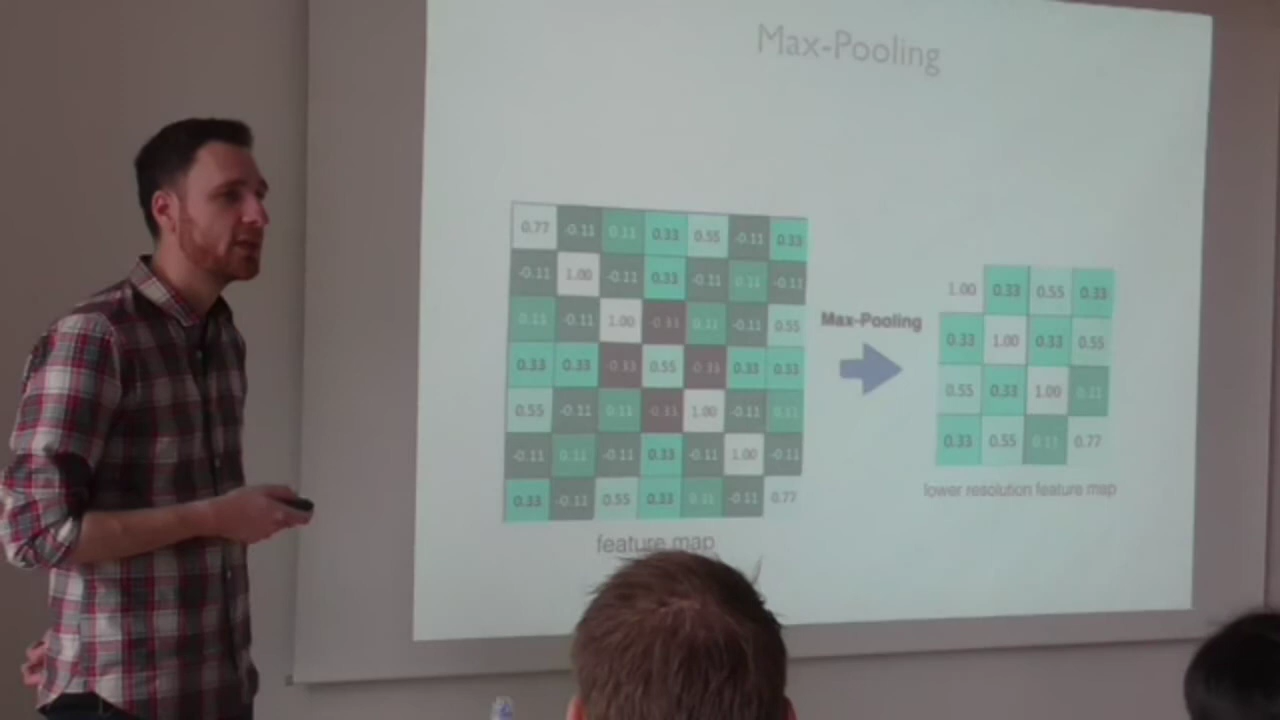 Max-Pooling
0.77 -0.11 0.11 0.33 0.55 -0.11 0.33
-0.11 1.00 -0.11 0.33 -0.11 0.11 -0.11
0.11 -0.11 1.00 -0.33 0.11 -0.11 0.55
0.33 0.33 -0.33 0.55 -0.33 0.33 0.33
0.55 -0.11 0.11 -0.33 1.00 -0.11 0.11
-0.11 0.11 -0.11 0.33 -0.11 1.00 -0.11
0.33 -0.11 0.55 0.33 0.11 -0.11 0.77
feature map
Max-Pooling
1.00 0.33 0.55 0.33
0.33 1.00 0.33 0.55
0.55 0.33 1.00 0.11
0.33 0.55 0.11 0.77
lower resolution feature map